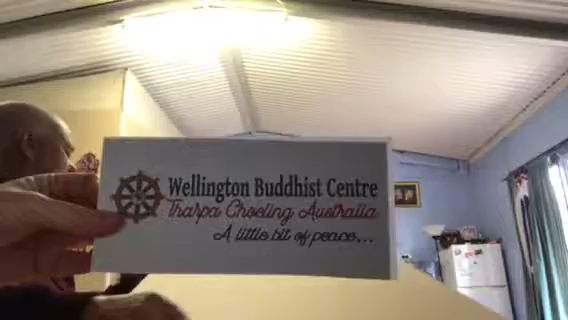 Wellington Buddhist Centre
Tharpa Choeling Australia
A little bit of peace...